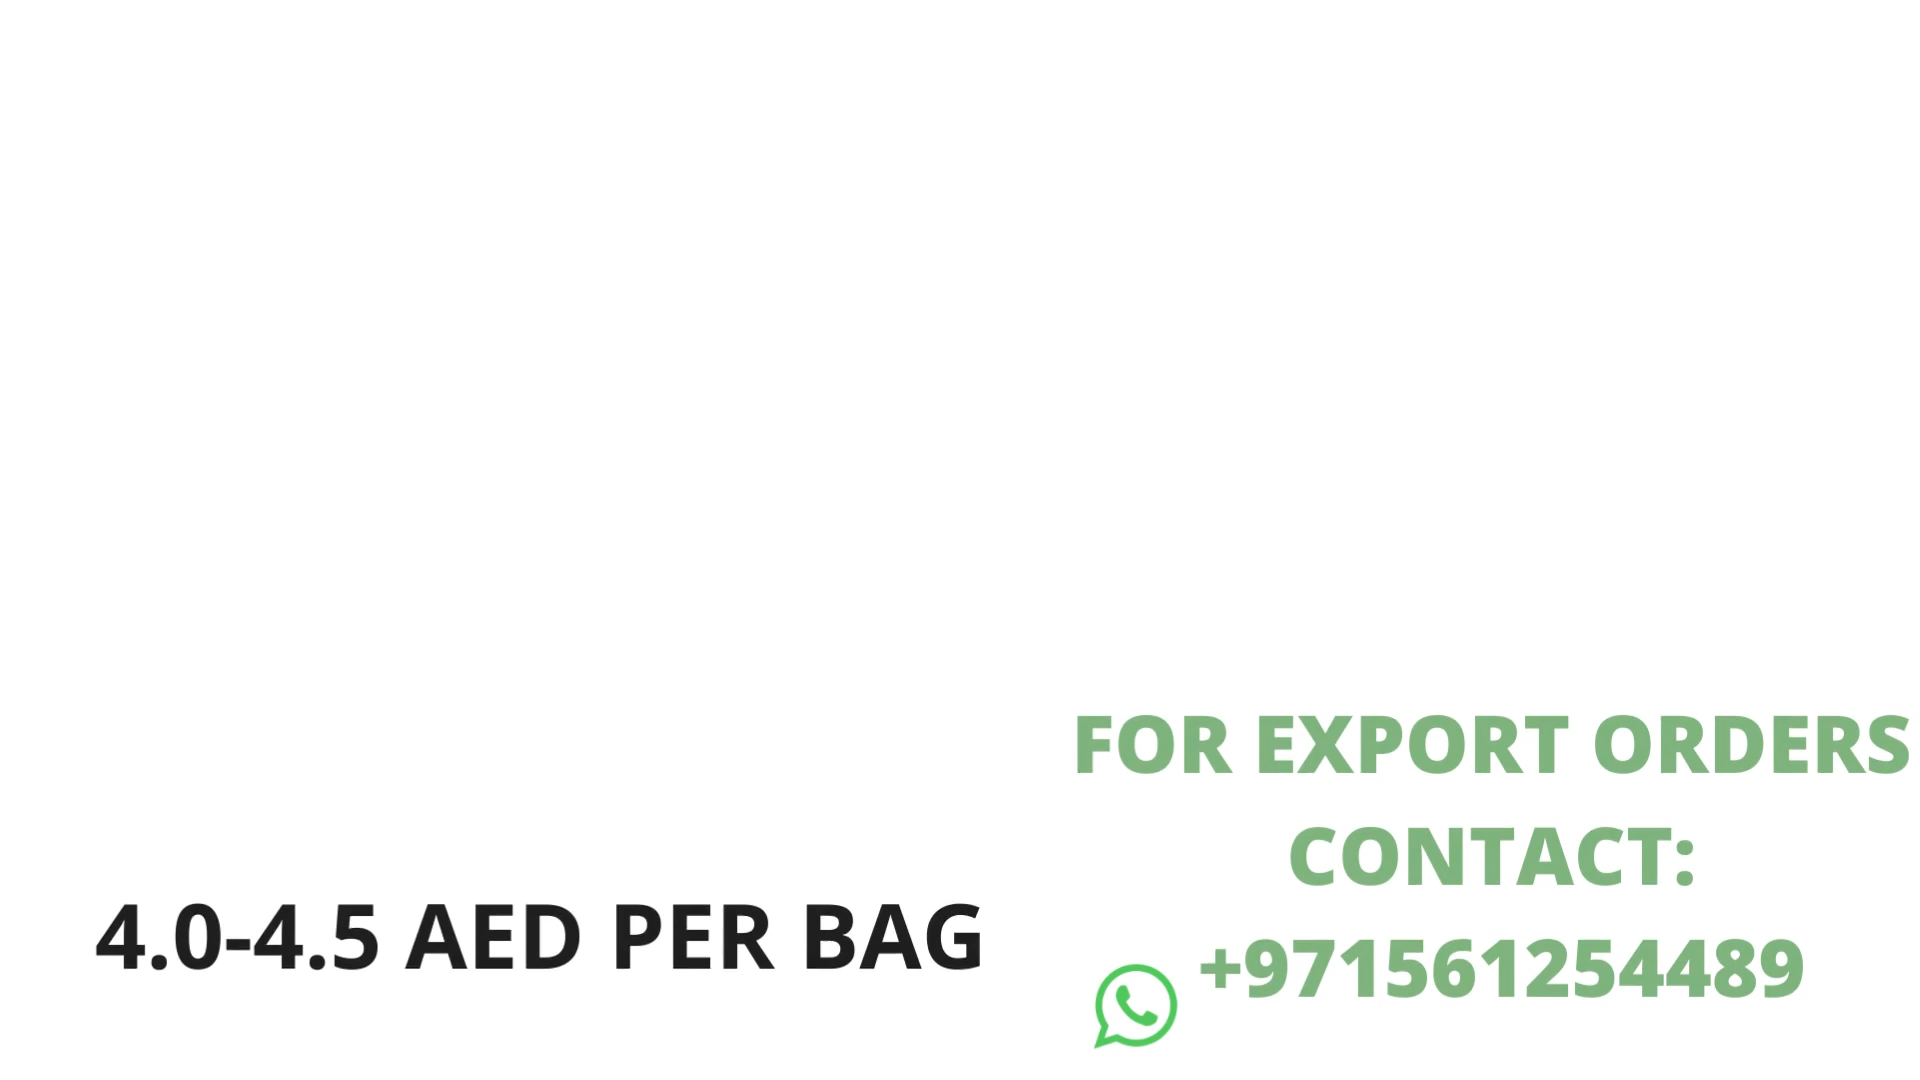 4.0-4.5 AED PER BAG
FOR EXPORT ORDERS
CONTACT:
+971561254489